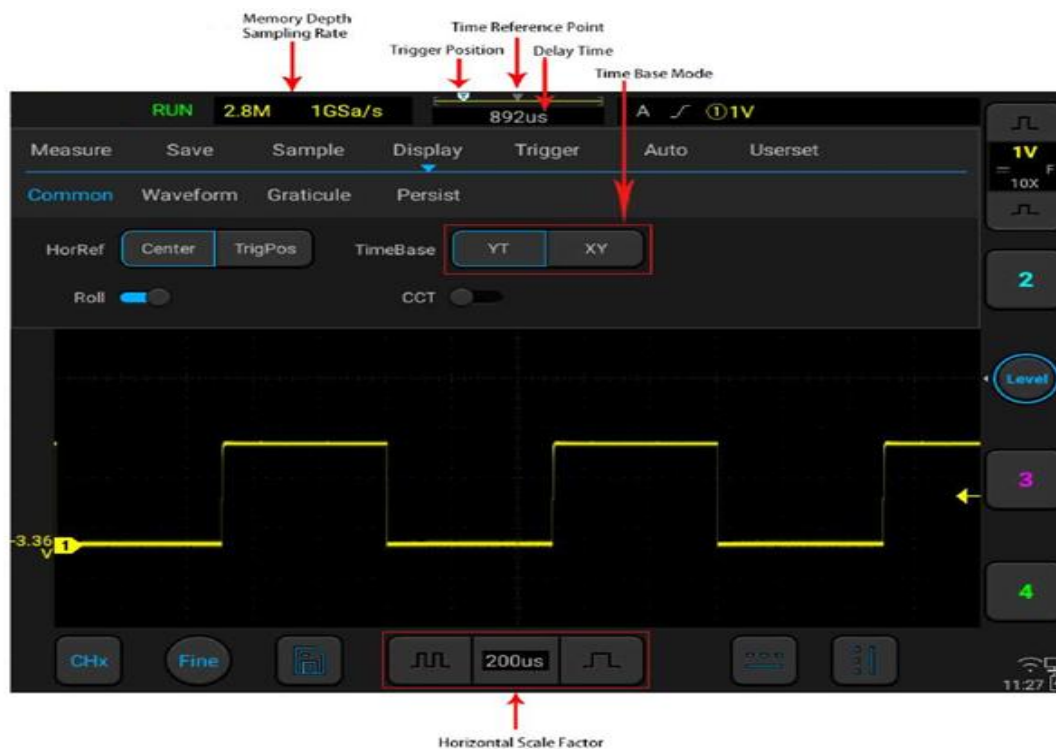 Memory Depth
Sampling Rate
Time Reference Point
Trigger Position
Delay Time
Time Base Mode
RUN 2.8M 1GSa/s 892us A ①1V
Measure Save Sample Display Trigger Auto Userset
1V
F
10X
Common Waveform Graticule Persist
HorRef Center TrigPos TimeBase YT XY
2
Roll CCT
Level
3
-3.36
V
1
4
CHx Fine 200us
11:27
Horizontal Scale Factor